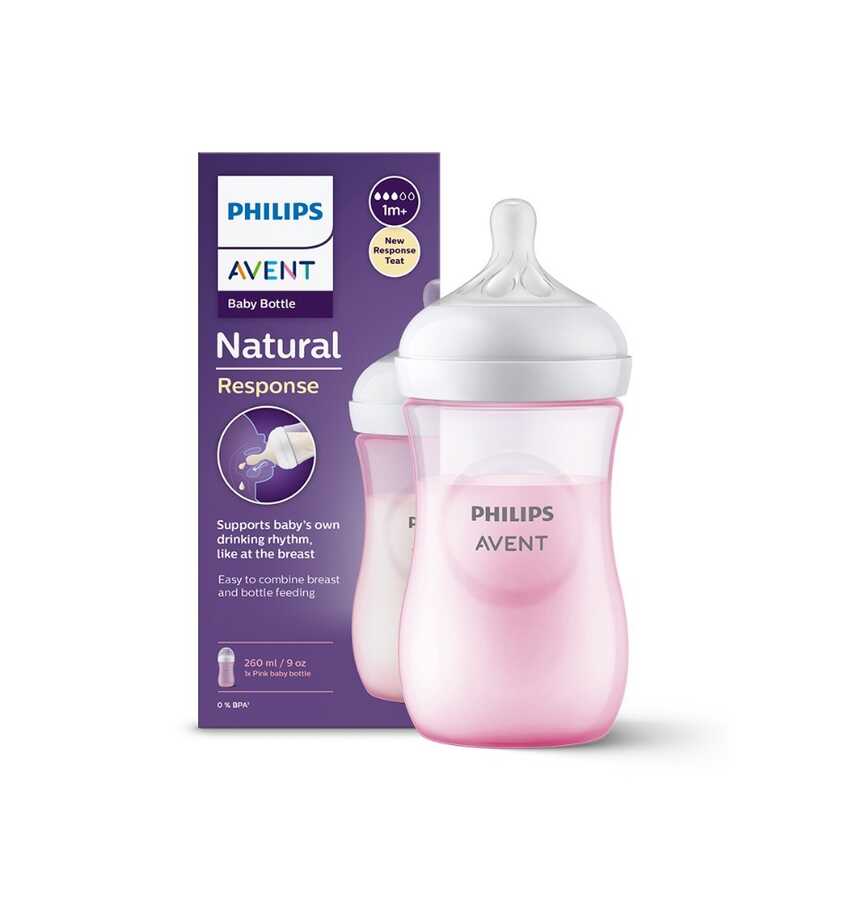 PHILIPS
AVENT
Baby Bottle
1m+
New
Response
Teat
Natural
Response
Supports baby's own
drinking rhythm,
like at the breast
Easy to combine breast
and bottle feeding
260 ml / 9 oz
1x Pink baby bottle
0 % BPA¹
P
PHILIPS
AVENT